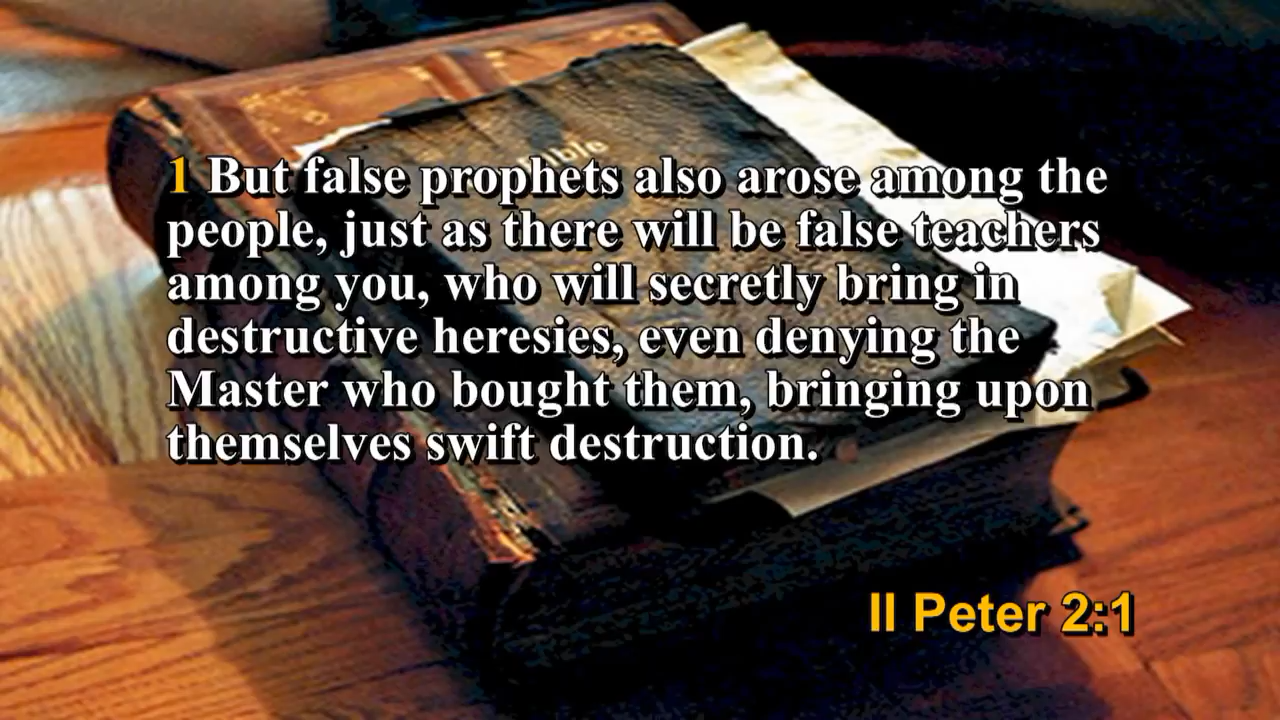 1 But false prophets also arose among the
people, just as there will be false teachers
among you, who will secretly bring in
destructive heresies, even denying the
Master who bought them, bringing upon
themselves swift destruction.
II Peter 2:1